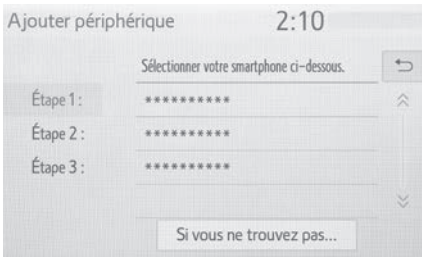 Ajouter périphérique 2:10
Sélectionner votre smartphone ci-dessous.
Étape 1 : **********
Étape 2 : **********
Étape 3 : **********
Si vous ne trouvez pas...